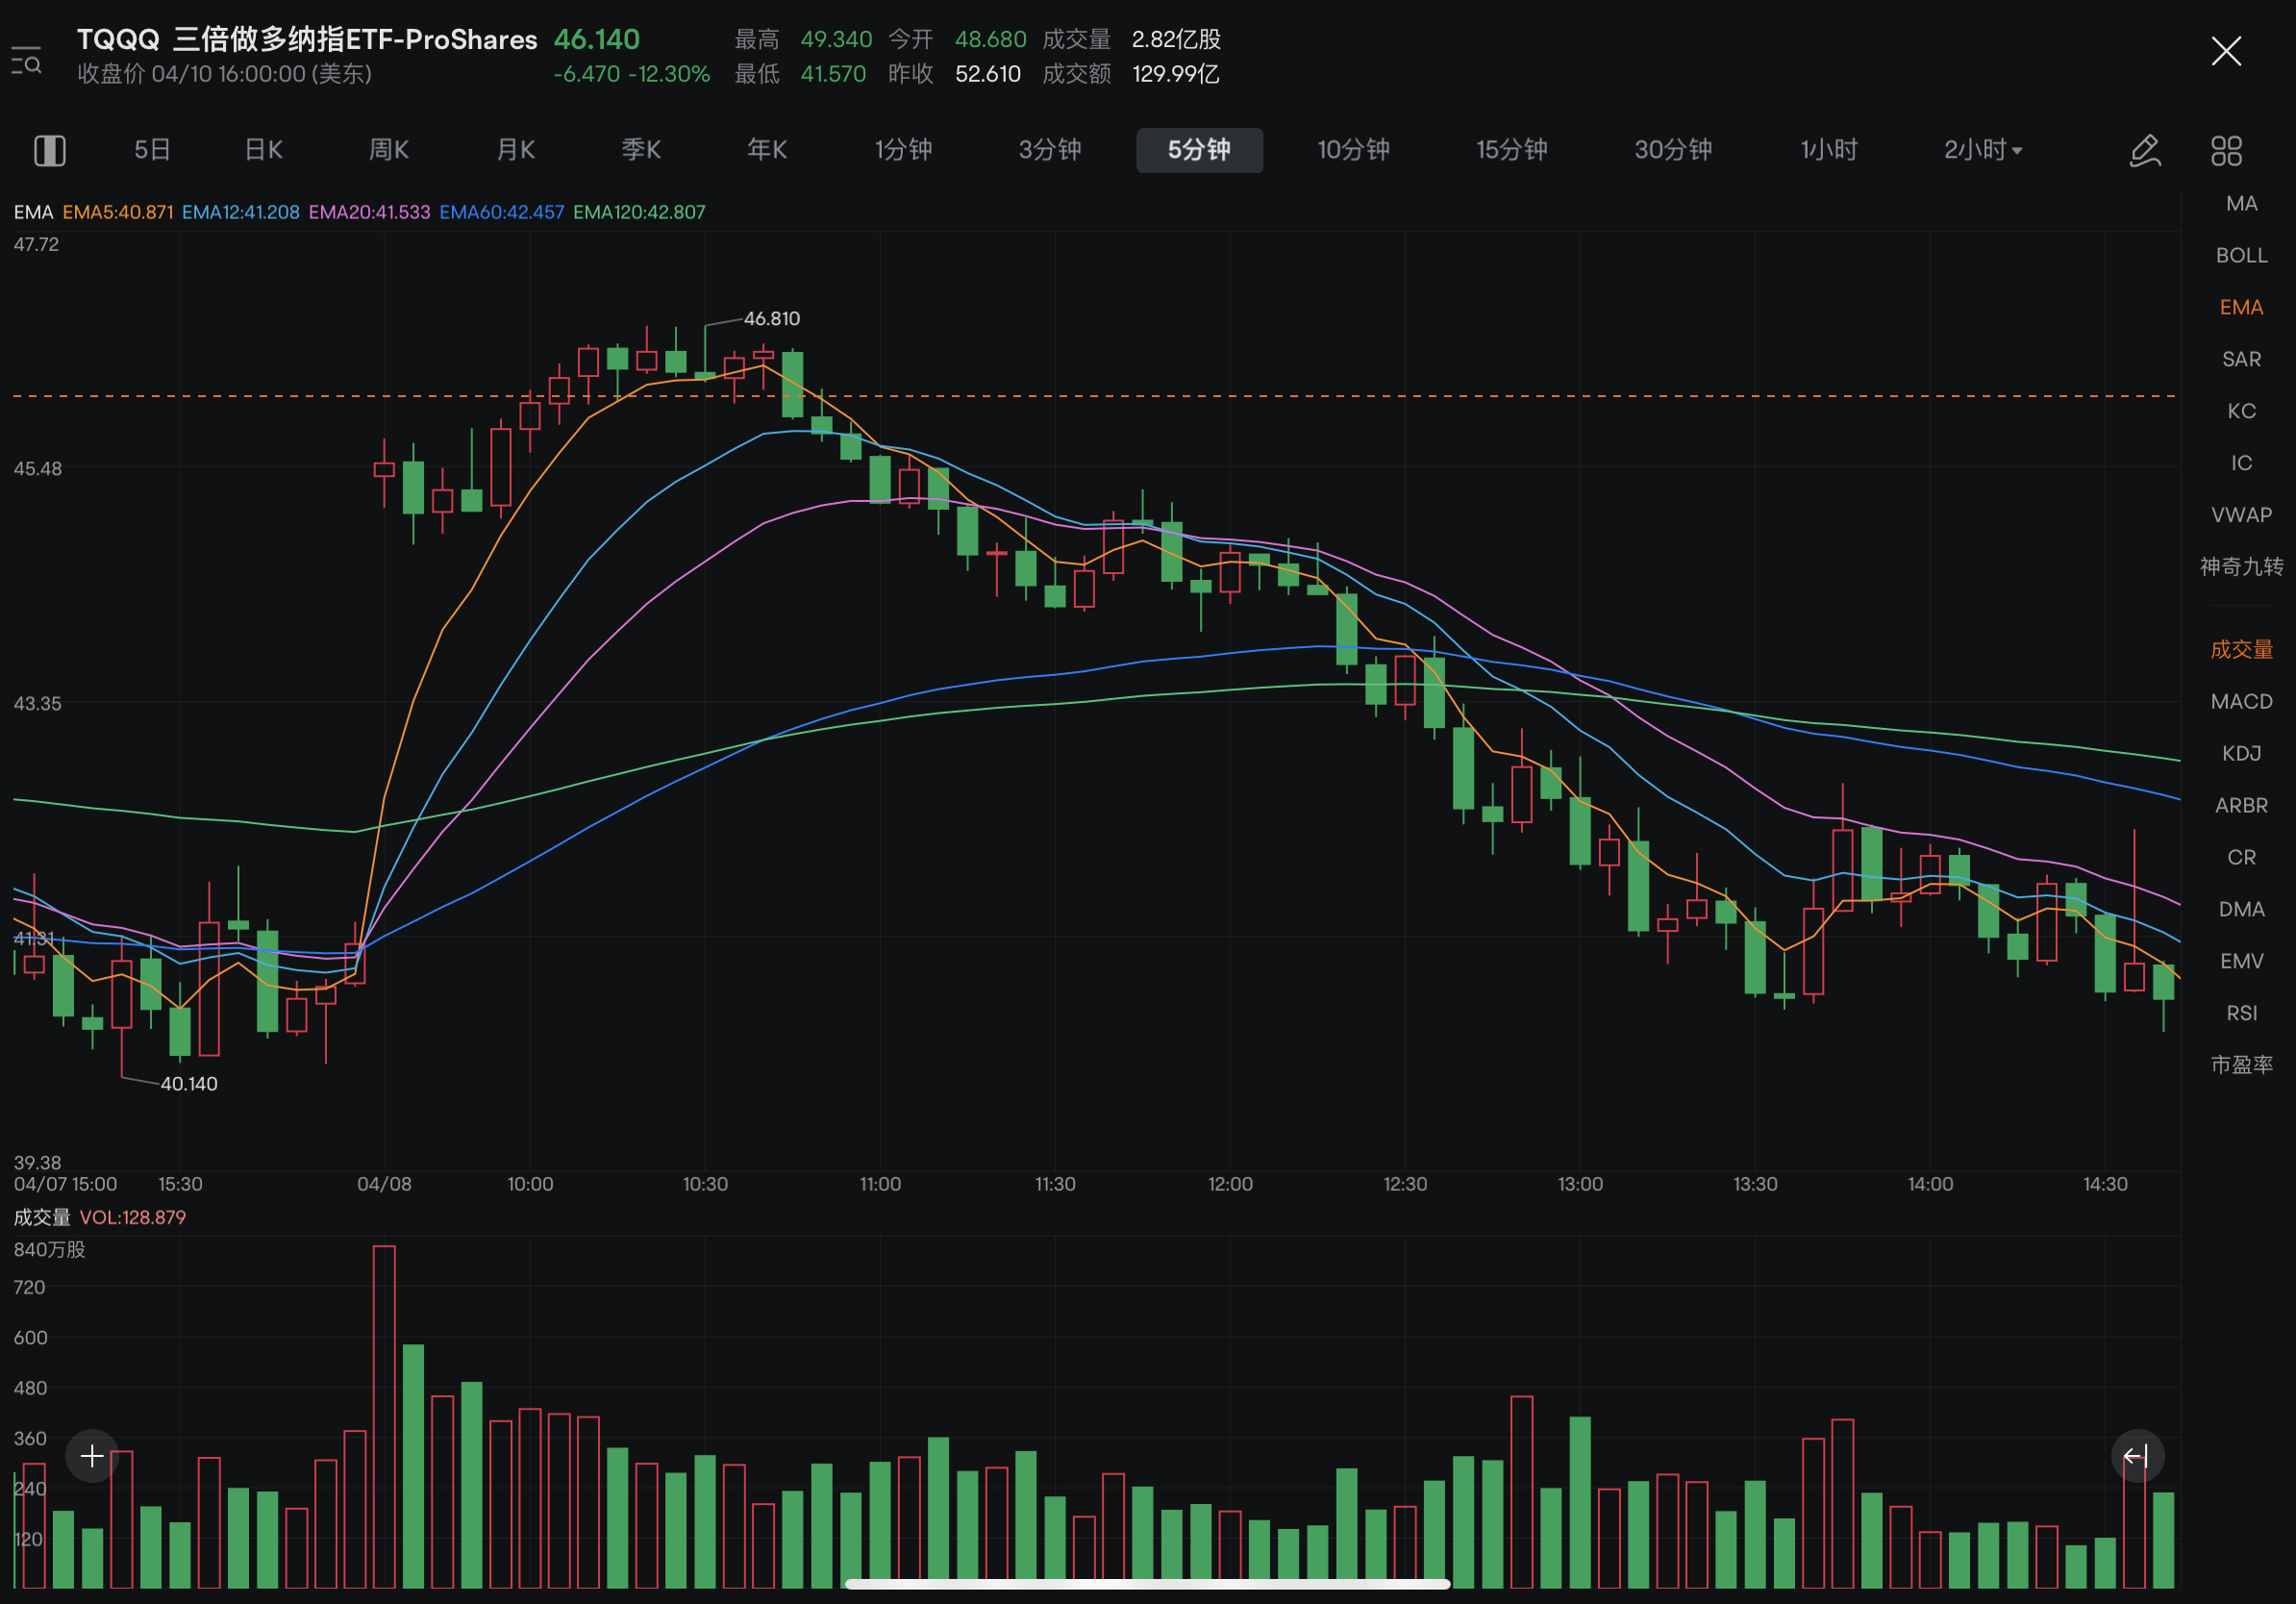 TQQQ 三倍做多纳指ETF-ProShares 46.140 最高 49.340 今开 48.680 成交量 2.82亿股
收盘价 04/10 16:00:00 (美东) -6.470 -12.30% 最低 41.570 昨收 52.610 成交额 129.99亿
5日 日K 周K 月K 季K 年K 1分钟 3分钟 5分钟 10分钟 15分钟 30分钟 1小时 2小时
EMA EMA5:40.871 EMA12:41.208 EMA20:41.533 EMA60:42.457 EMA120:42.807
47.72
46.810
45.48
43.35
41.31
40.140
39.38
04/07 15:00 15:30 04/08 10:00 10:30 11:00 11:30 12:00 12:30 13:00 13:30 14:00 14:30
成交量 VOL:128.879
840万股
720
600
480
360
240
120
MA
BOLL
EMA
SAR
KC
IC
VWAP
神奇九转
成交量
MACD
KDJ
ARBR
CR
DMA
EMV
RSI
市盈率